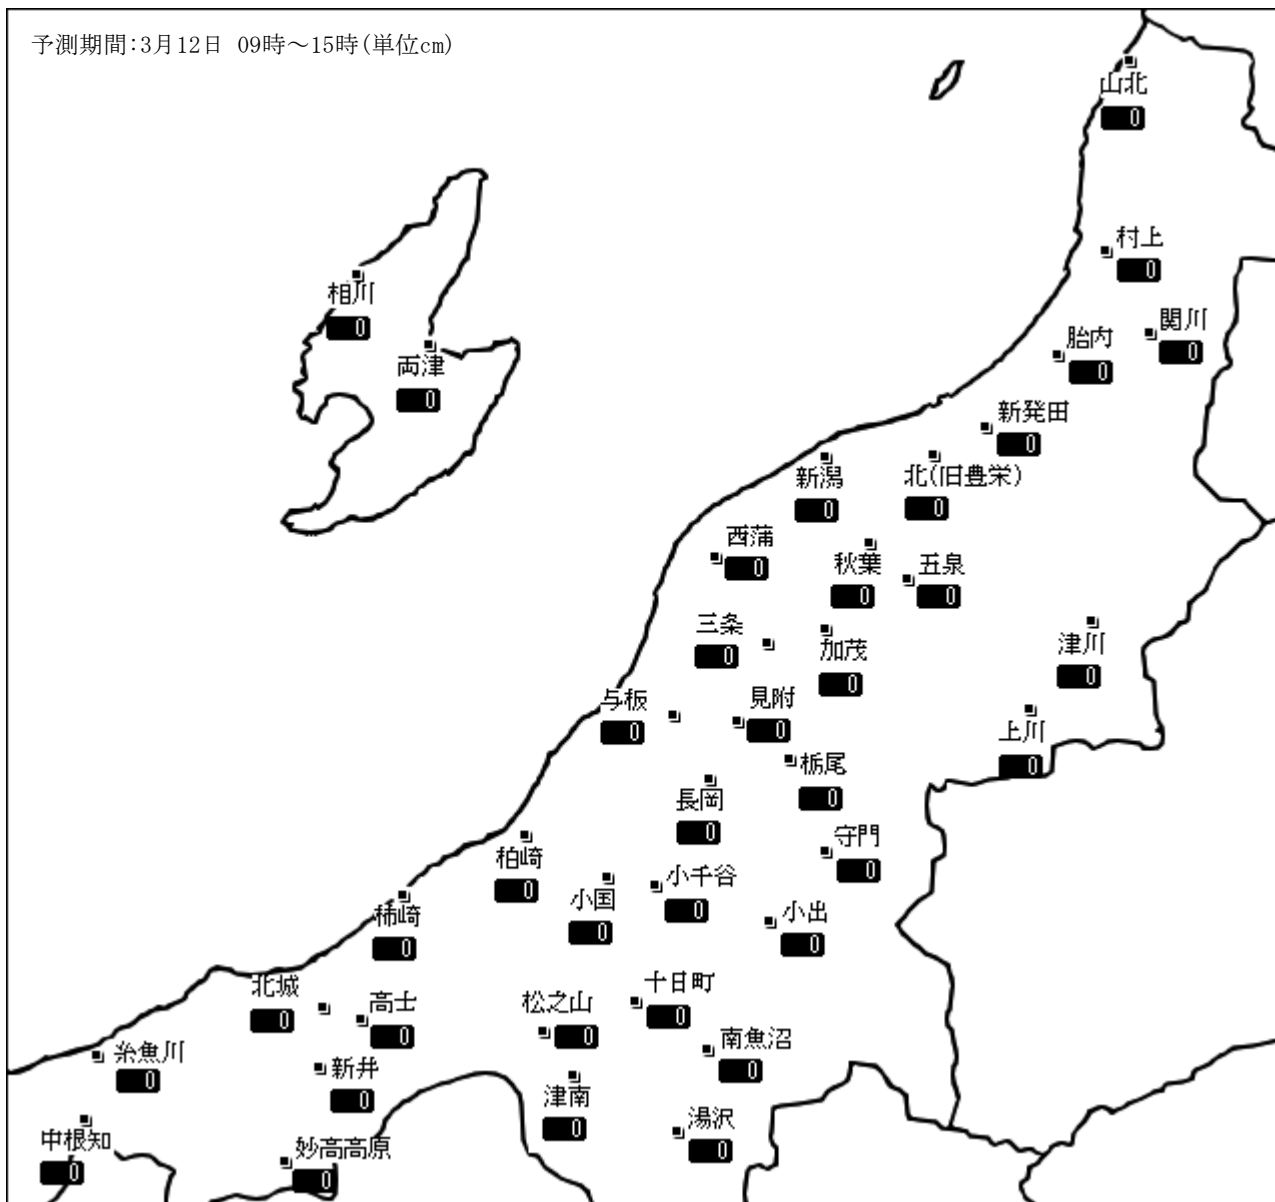 予測期間:3月12日 09時～15時(単位cm)
山北
0
村上
0
相川
0
関川
0
胎内
0
両津
0
新発田
0
新潟
0
北(旧豊栄)
0
西蒲
0
秋葉
0
五泉
0
三条
0
加茂
0
津川
0
与板
0
見附
0
上川
0
栃尾
0
長岡
0
守門
0
柏崎
0
小千谷
0
小国
0
柿崎
0
小出
0
北城
0
高士
0
松之山
0
十日町
0
南魚沼
0
糸魚川
0
新井
0
津南
0
湯沢
0
中根知
0
妙高高原
0